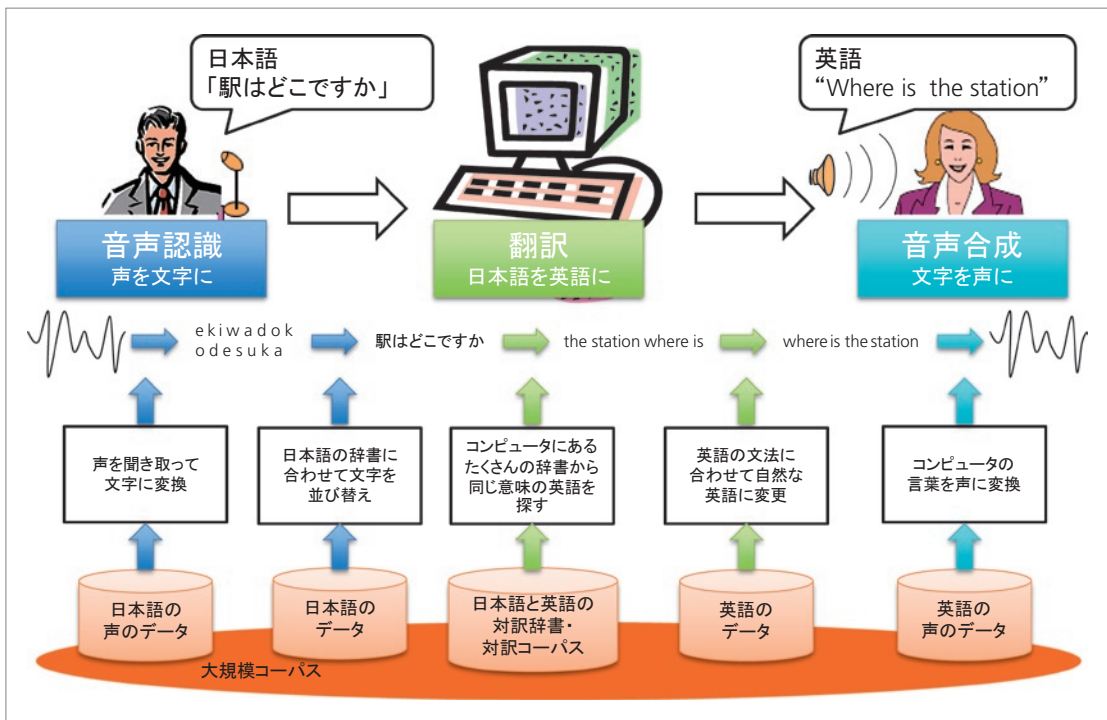 日本語
「駅はどこですか」
英語
“Where is the station”
音声認識
声を文字に
翻訳
日本語を英語に
音声合成
文字を声に
ekiwadok
odesuka
駅はどこですか
the station where is
where is the station
声を聞き取って
文字に変換
日本語の辞書に
合わせて文字を
並び替え
コンピュータにある
たくさんの辞書から
同じ意味の英語を
探す
英語の文法に
合わせて自然な
英語に変更
コンピュータの
言葉を声に変換
日本語の
声のデータ
日本語の
データ
日本語と英語の
対訳辞書・
対訳コーパス
英語の
データ
英語の
声のデータ
大規模コーパス